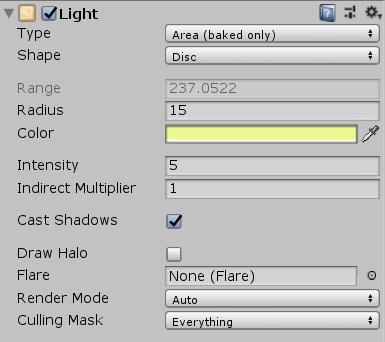 Light
Type Area (baked only)
Shape Disc
Range 237.0522
Radius 15
Color
Intensity 5
Indirect Multiplier 1
Cast Shadows
Draw Halo
Flare None (Flare)
Render Mode Auto
Culling Mask Everything